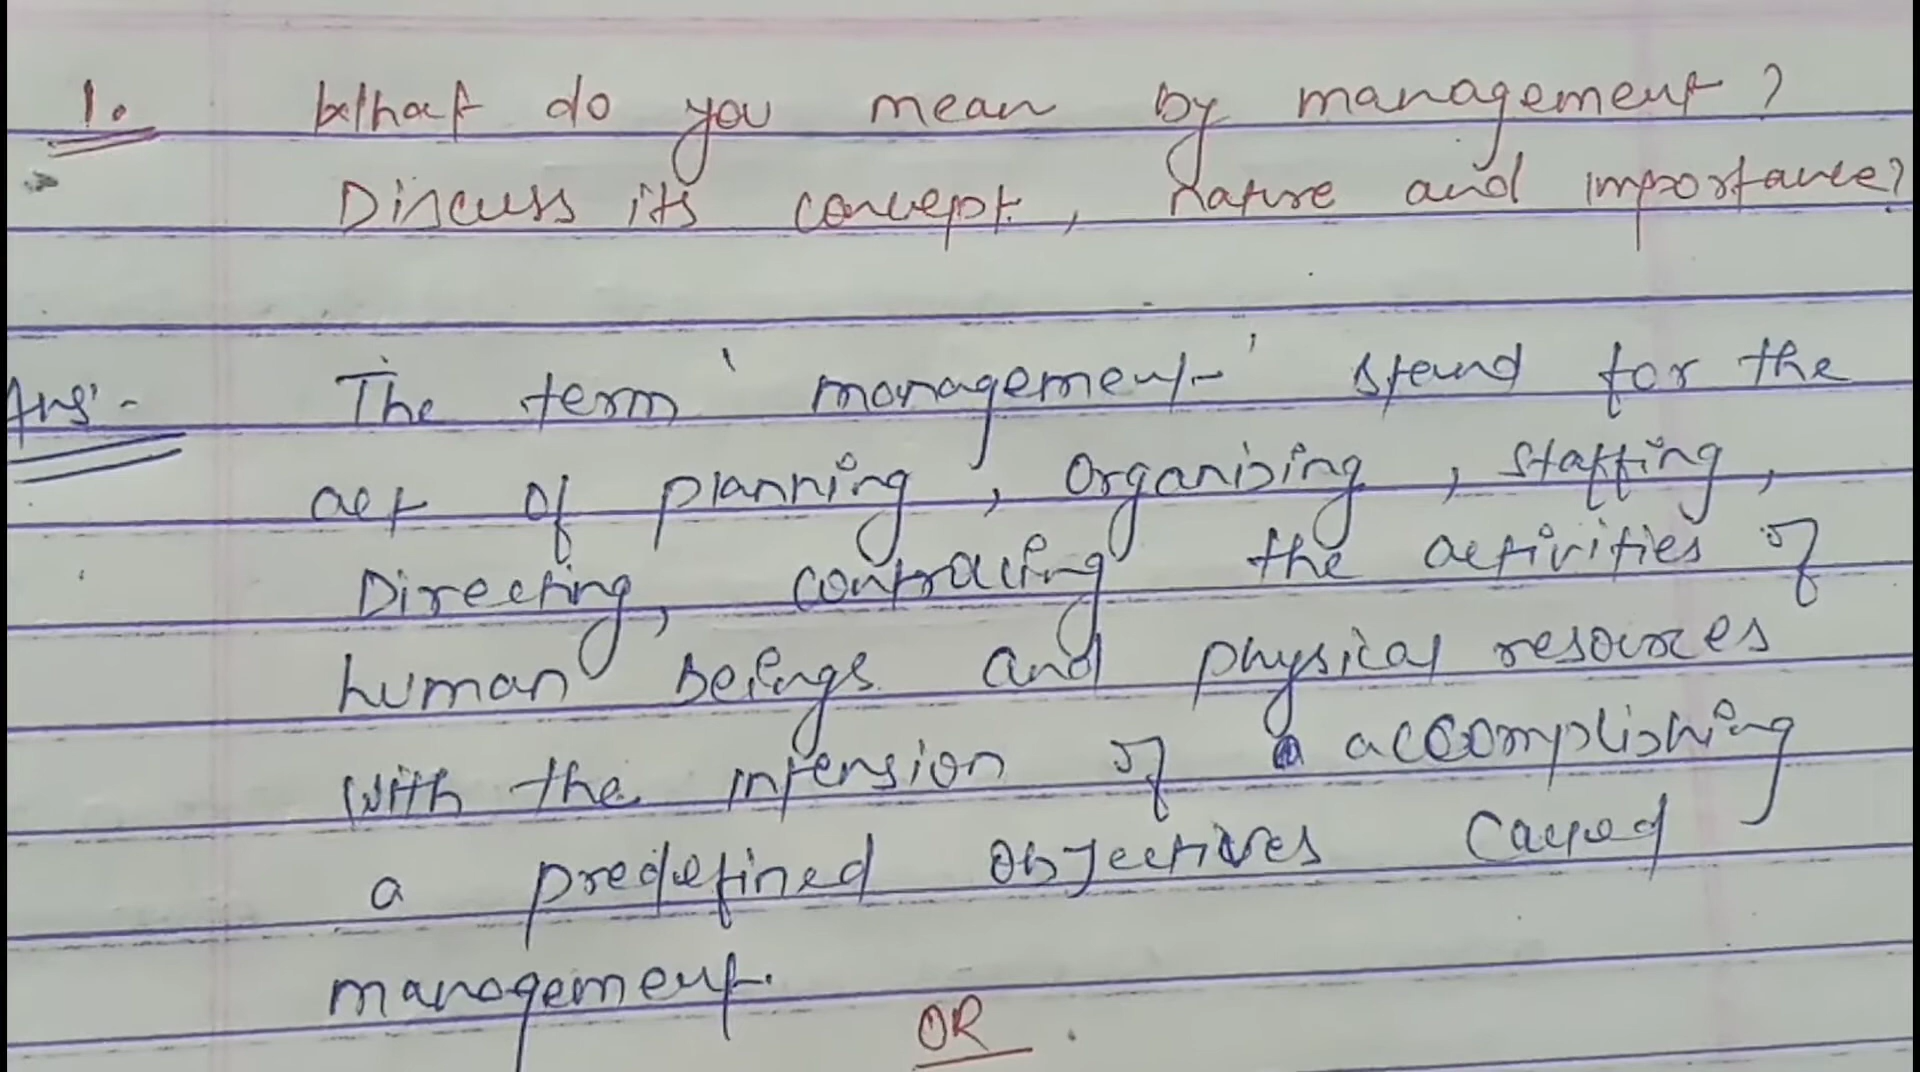 1. What do you mean by management?
Discuss its concept, nature and importance?
Ans:- The term 'management' stand for the
act of planning, Organising, Staffing,
Directing, controlling the activities of
human beings and physical resources
with the intension of a accomplishing
a predefined objectives called
management.
OR